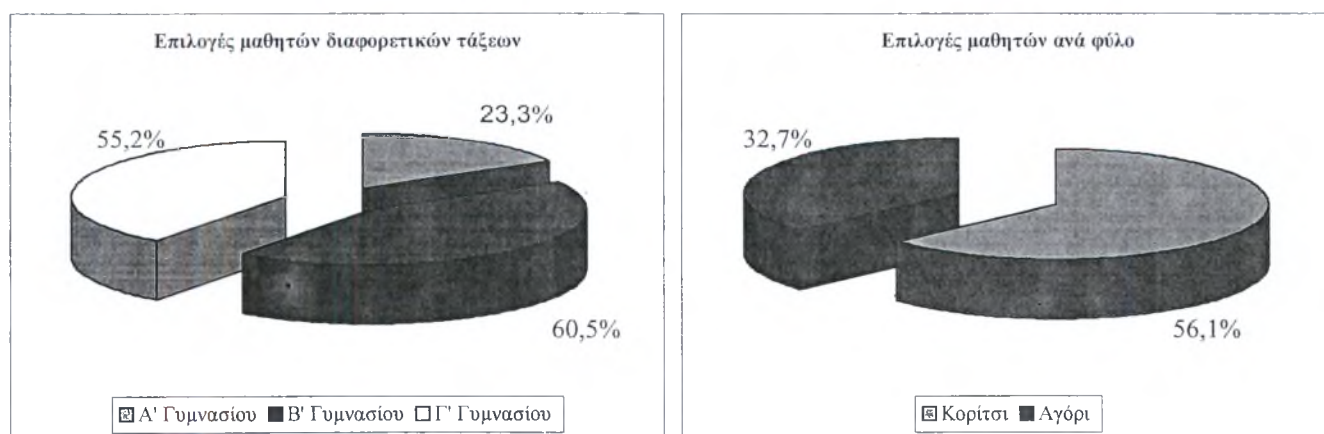 Επιλογές μαθητών διαφορετικών τάξεων
23,3%
55,2%
60,5%
Α' Γυμνασίου Β' Γυμνασίου Γ' Γυμνασίου
Επιλογές μαθητών ανά φύλο
32,7%
56,1%
Κορίτσι Αγόρι